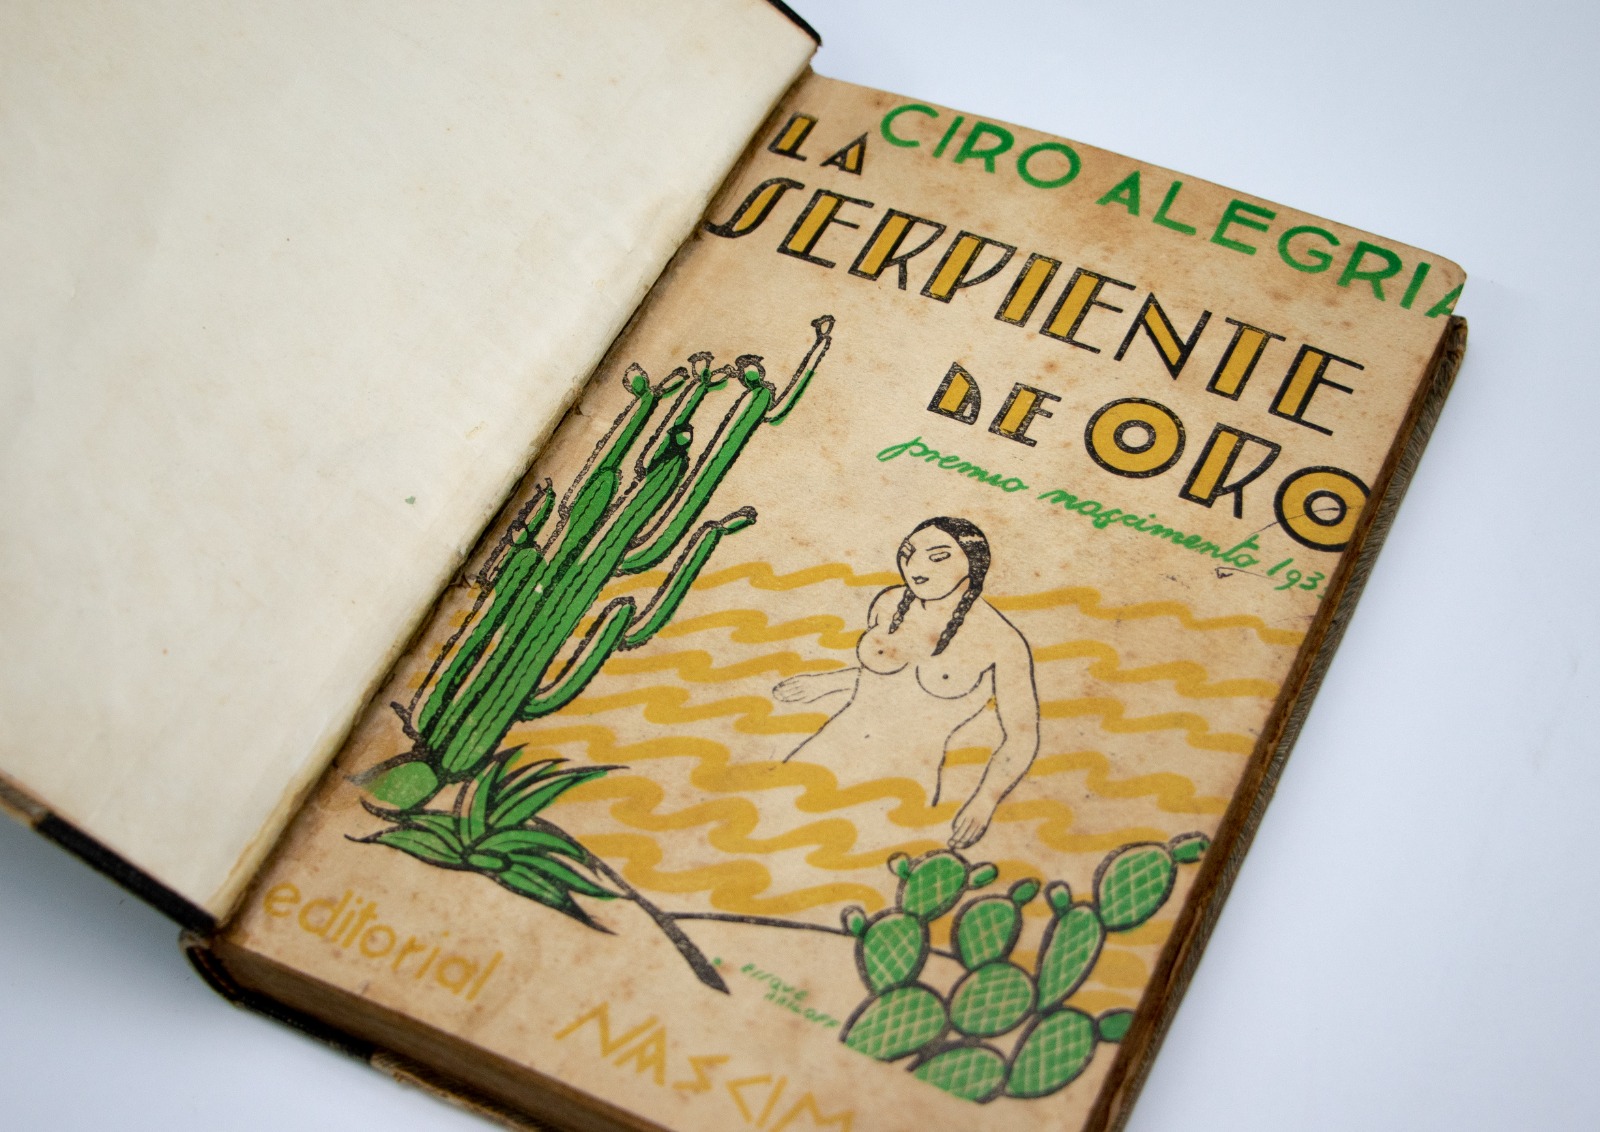 CIRO ALEGRIA
LA
SERPIENTE
DE ORO
premio nascimento 193
editorial
NASCIM